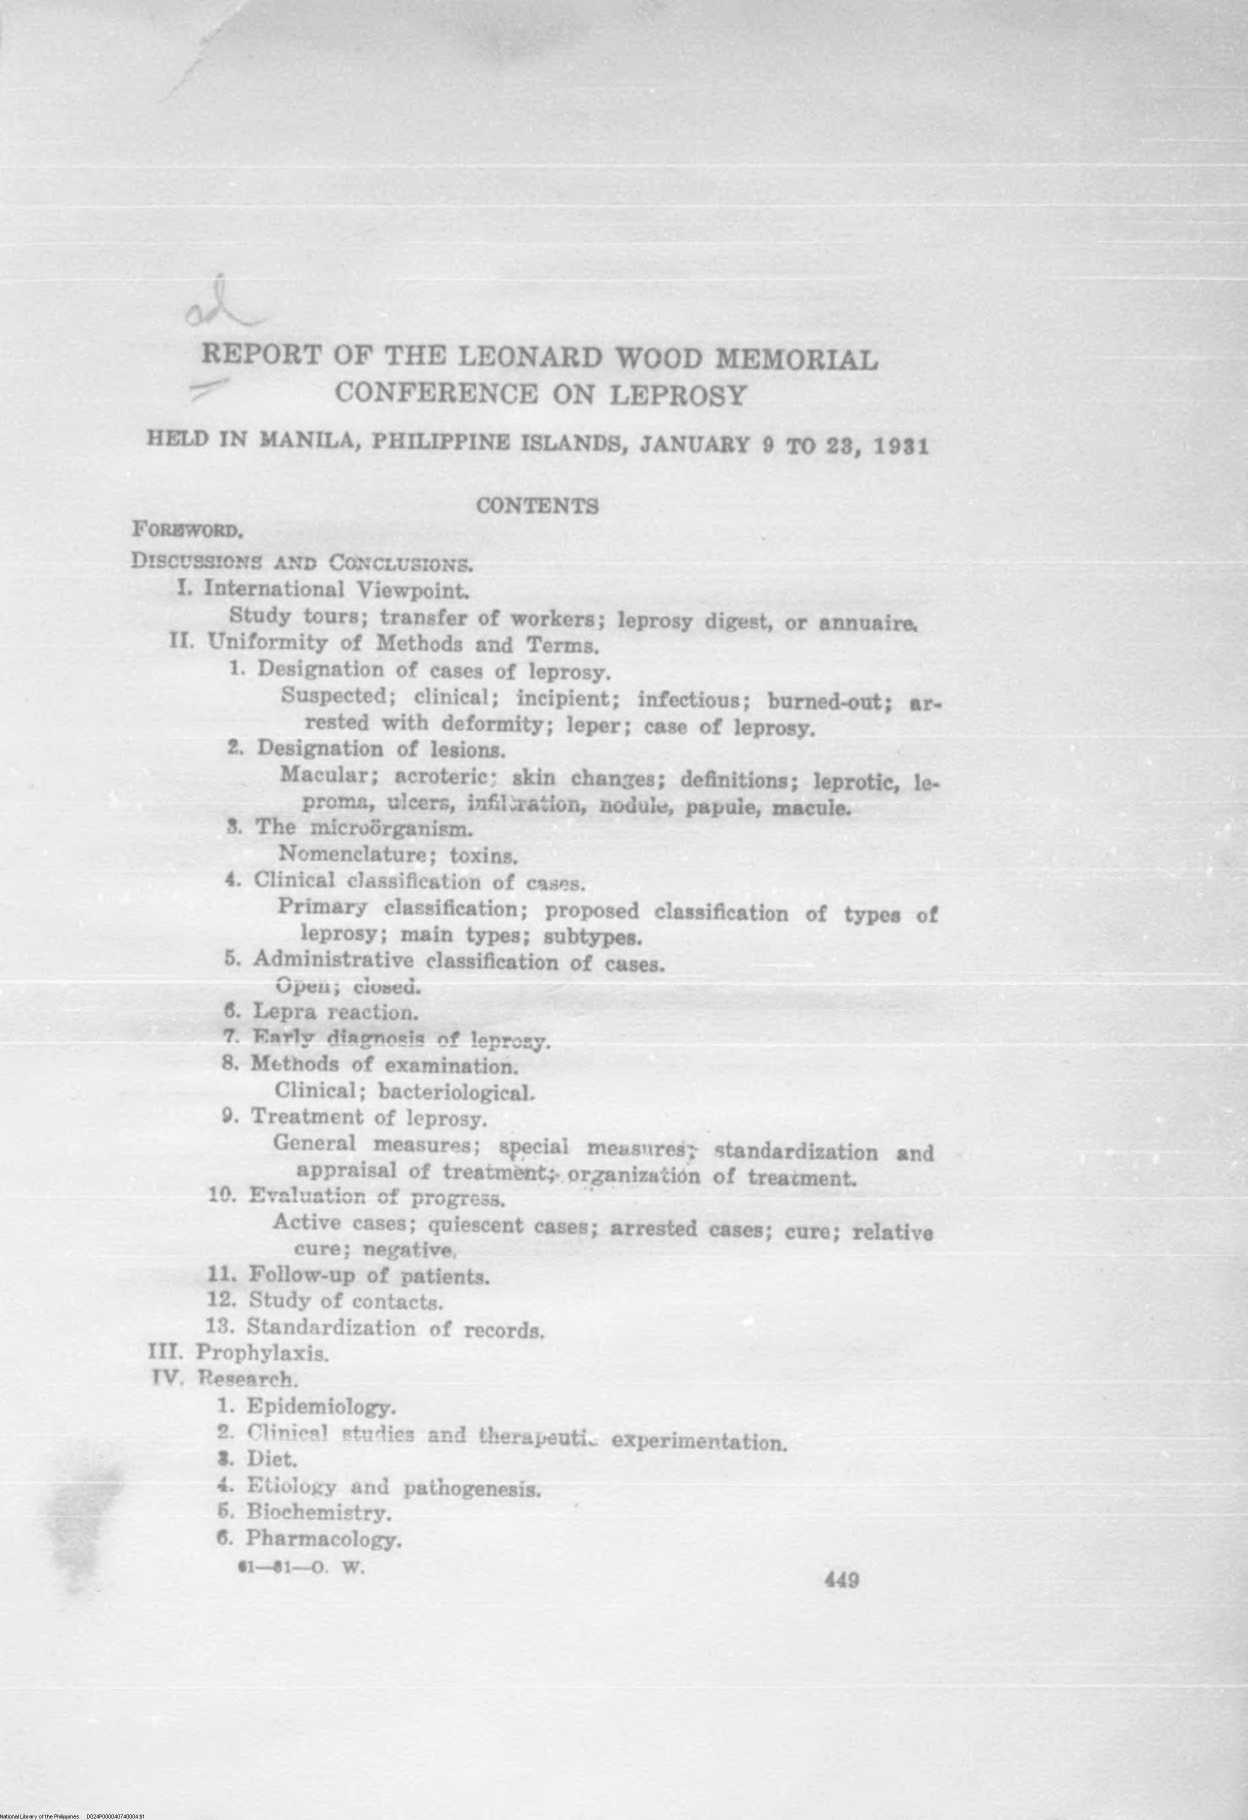 REPORT OF THE LEONARD WOOD MEMORIAL
CONFERENCE ON LEPROSY
HELD IN MANILA, PHILIPPINE ISLANDS, JANUARY 9 TO 23, 1931
CONTENTS
FOREWORD.
DISCUSSIONS AND CONCLUSIONS.
I. International Viewpoint.
Study tours; transfer of workers; leprosy digest, or annuaire.
II. Uniformity of Methods and Terms.
1. Designation of cases of leprosy.
Suspected; clinical; incipient; infectious; burned-out; ar-
rested with deformity; leper; case of leprosy.
2. Designation of lesions.
Macular; acroteric; skin changes; definitions; leprotic, le-
proma, ulcers, infiltration, nodule, papule, macule.
3. The microörganism.
Nomenclature; toxins.
4. Clinical classification of cases.
Primary classification; proposed classification of types of
leprosy; main types; subtypes.
5. Administrative classification of cases.
Open; closed.
6. Lepra reaction.
7. Early diagnosis of leprosy.
8. Methods of examination.
Clinical; bacteriological.
9. Treatment of leprosy.
General measures; special measures; standardization and
appraisal of treatment; organization of treatment.
10. Evaluation of progress.
Active cases; quiescent cases; arrested cases; cure; relative
cure; negative.
11. Follow-up of patients.
12. Study of contacts.
13. Standardization of records.
III. Prophylaxis.
IV. Research.
1. Epidemiology.
2. Clinical studies and therapeutic experimentation.
3. Diet.
4. Etiology and pathogenesis.
5. Biochemistry.
6. Pharmacology.
O. W.
449
National Library of the Philippines